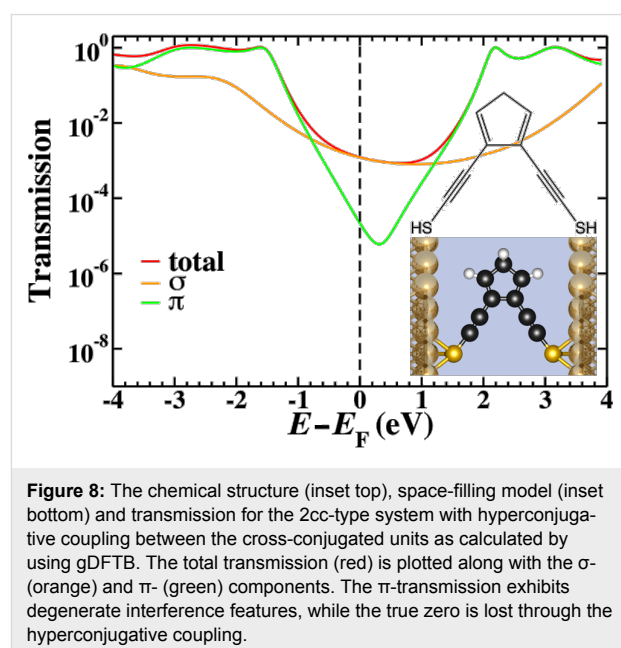 10^0
10^-2
10^-4
10^-6
10^-8
Transmission
total
σ
π
HS
SH
-4 -3 -2 -1 0 1 2 3 4
E−E_F (eV)
Figure 8: The chemical structure (inset top), space-filling model (inset
bottom) and transmission for the 2cc-type system with hyperconjuga-
tive coupling between the cross-conjugated units as calculated by
using gDFTB. The total transmission (red) is plotted along with the σ-
(orange) and π- (green) components. The π-transmission exhibits
degenerate interference features, while the true zero is lost through the
hyperconjugative coupling.